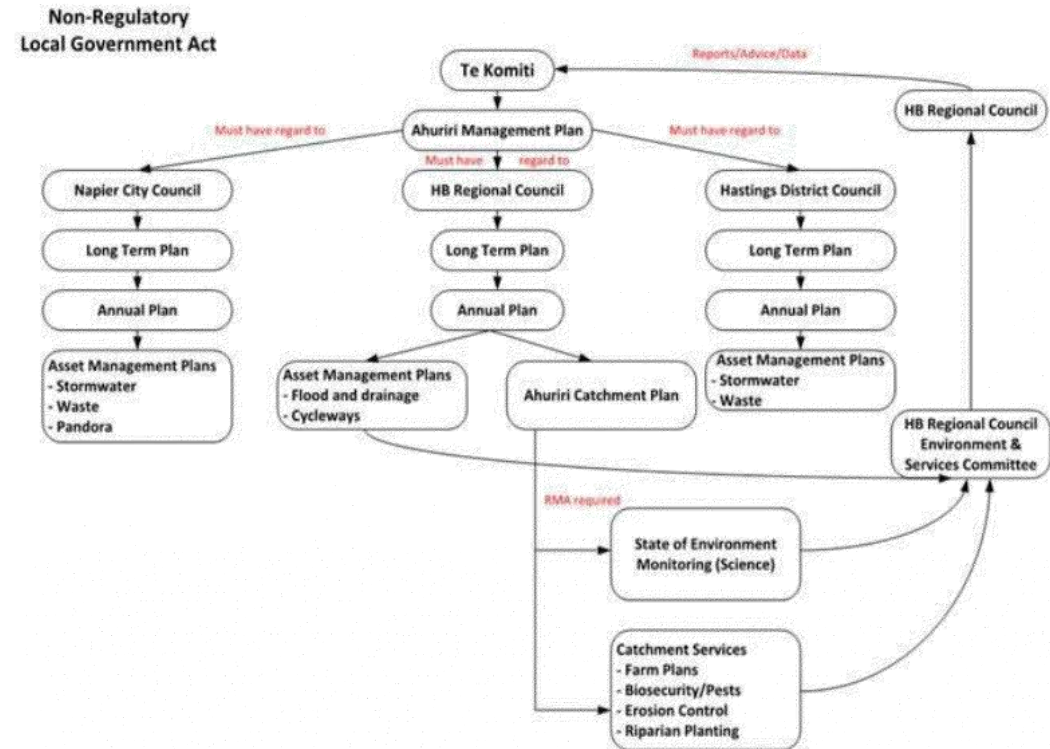 Non-Regulatory
Local Government Act
Te Komiti
Reports/Advice/Data
HB Regional Council
Ahuriri Management Plan
Must have regard to
Must have regard to
Must have regard to
Napier City Council
HB Regional Council
Hastings District Council
Long Term Plan
Long Term Plan
Long Term Plan
Annual Plan
Annual Plan
Annual Plan
Asset Management Plans
- Stormwater
- Waste
- Pandora
Asset Management Plans
- Flood and drainage
- Cycleways
Ahuriri Catchment Plan
Asset Management Plans
- Stormwater
- Waste
HB Regional Council
Environment &
Services Committee
RMA required
State of Environment
Monitoring (Science)
Catchment Services
- Farm Plans
- Biosecurity/Pests
- Erosion Control
- Riparian Planting